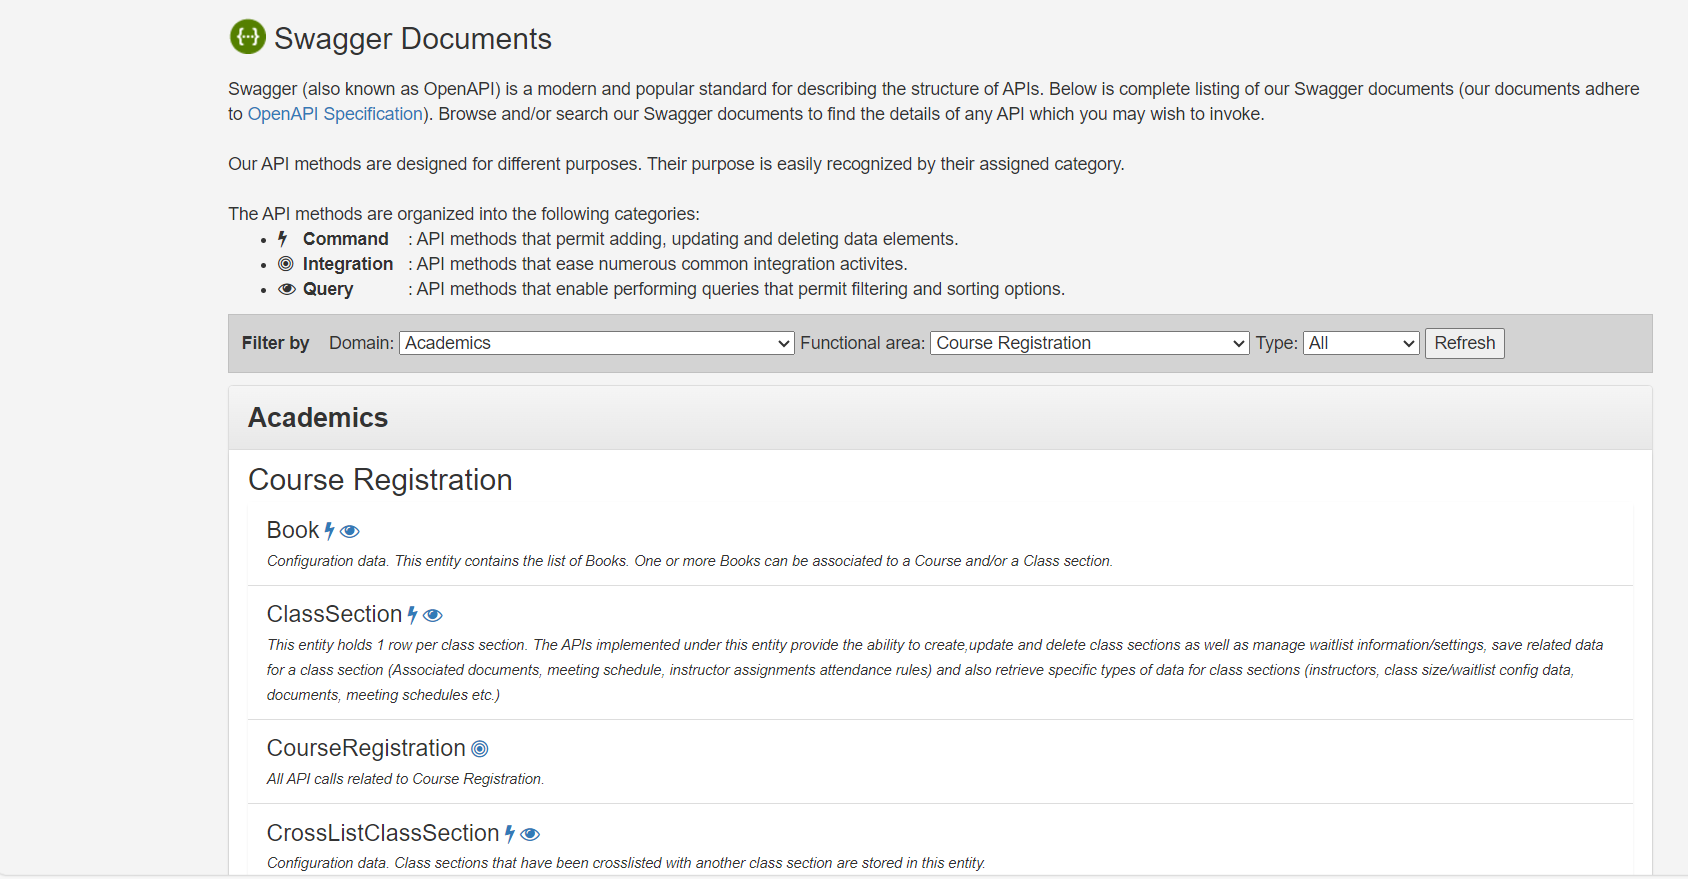 Swagger Documents
Swagger (also known as OpenAPI) is a modern and popular standard for describing the structure of APIs. Below is complete listing of our Swagger documents (our documents adhere
to OpenAPI Specification). Browse and/or search our Swagger documents to find the details of any API which you may wish to invoke.
Our API methods are designed for different purposes. Their purpose is easily recognized by their assigned category.
The API methods are organized into the following categories:
• Command : API methods that permit adding, updating and deleting data elements.
• Integration : API methods that ease numerous common integration activites.
• Query : API methods that enable performing queries that permit filtering and sorting options.
Filter by Domain: Academics Functional area: Course Registration Type: All Refresh
Academics
Course Registration
Book
Configuration data. This entity contains the list of Books. One or more Books can be associated to a Course and/or a Class section.
ClassSection
This entity holds 1 row per class section. The APIs implemented under this entity provide the ability to create,update and delete class sections as well as manage waitlist information/settings, save related data
for a class section (Associated documents, meeting schedule, instructor assignments attendance rules) and also retrieve specific types of data for class sections (instructors, class size/waitlist config data,
documents, meeting schedules etc.)
CourseRegistration
All API calls related to Course Registration.
CrossListClassSection
Configuration data. Class sections that have been crosslisted with another class section are stored in this entity.